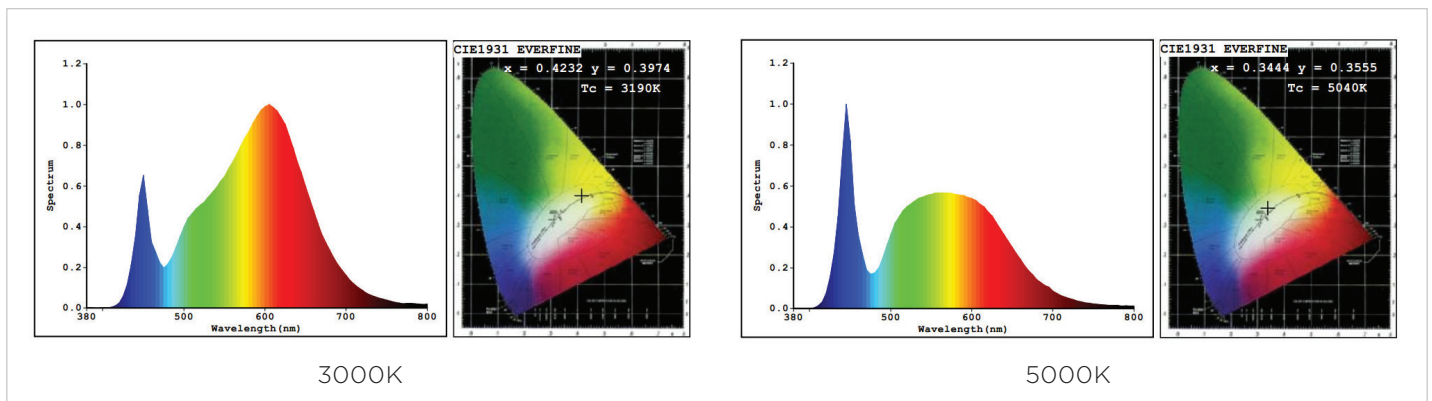 CIE1931 EVERFINE
x = 0.4232 y = 0.3974
Tc = 3190K
1.2
1.0
0.8
0.6
0.4
0.2
0.0
Spectrum
380
500
600
700
800
Wavelength(nm)
3000K
CIE1931 EVERFINE
x = 0.3444 y = 0.3555
Tc = 5040K
1.2
1.0
0.8
0.6
0.4
0.2
0.0
Spectrum
380
500
600
700
800
Wavelength(nm)
5000K